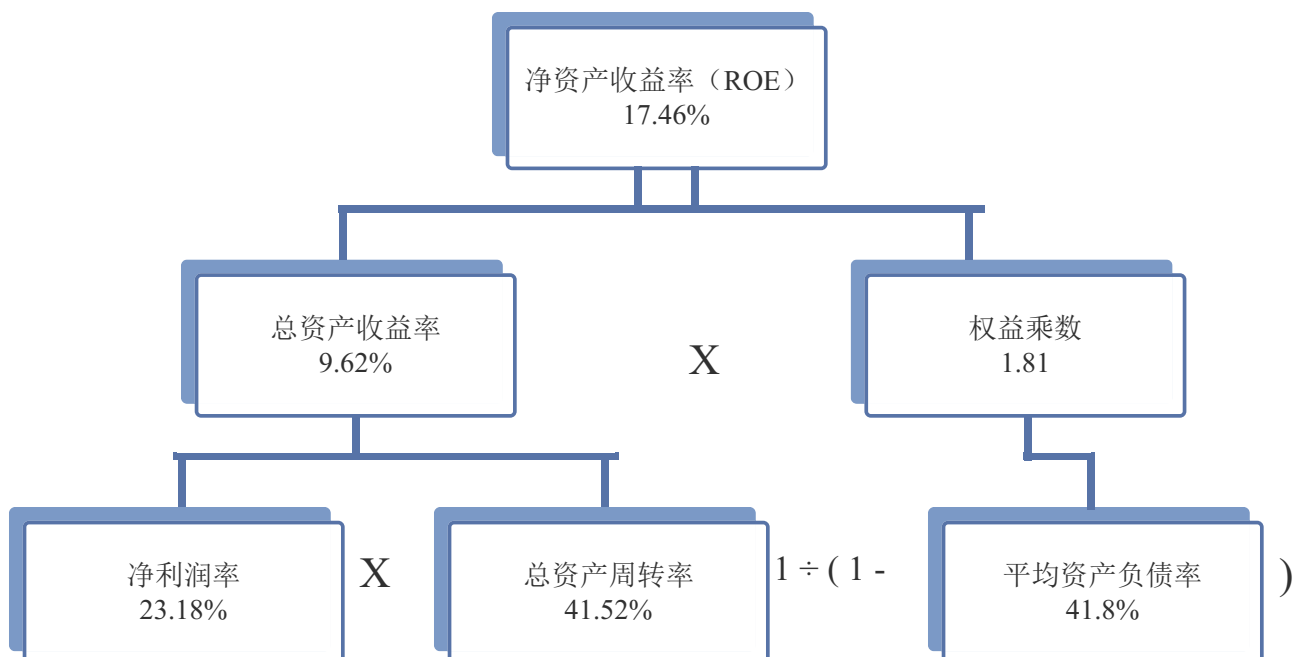 净资产收益率（ROE）
17.46%
总资产收益率
9.62%
X
权益乘数
1.81
净利润率
23.18%
X
总资产周转率
41.52%
1 ÷ ( 1 -
平均资产负债率
41.8%
)